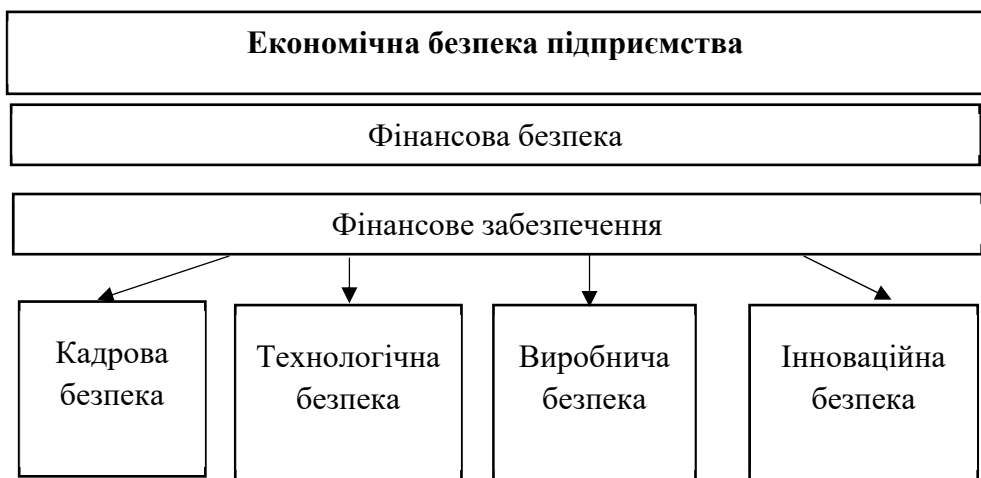 Економічна безпека підприємства
Фінансова безпека
Фінансове забезпечення
Кадрова
безпека
Технологічна
безпека
Виробнича
безпека
Інноваційна
безпека